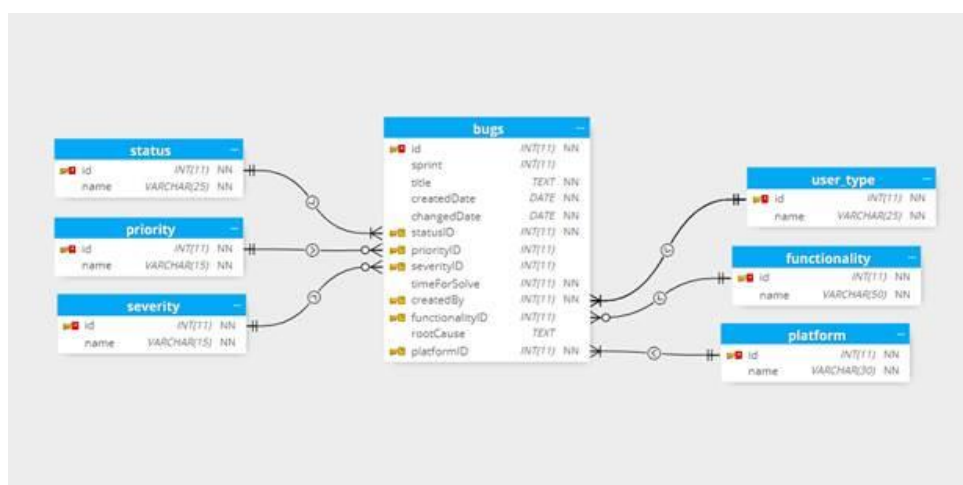 status
id INT(11) NN
name VARCHAR(25) NN
priority
id INT(11) NN
name VARCHAR(15) NN
severity
id INT(11) NN
name VARCHAR(15) NN
bugs
id INT(11) NN
sprint INT(11)
title TEXT NN
createdDate DATE NN
changedDate DATE NN
statusID INT(11) NN
priorityID INT(11)
severityID INT(11)
timeForSolve INT(11) NN
createdBy INT(11) NN
functionalityID INT(11)
rootCause TEXT
platformID INT(11) NN
user_type
id INT(11) NN
name VARCHAR(25) NN
functionality
id INT(11) NN
name VARCHAR(50) NN
platform
id INT(11) NN
name VARCHAR(30) NN